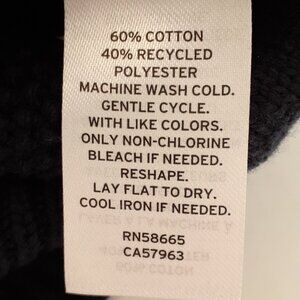 60% COTTON
40% RECYCLED
POLYESTER
MACHINE WASH COLD.
GENTLE CYCLE.
WITH LIKE COLORS.
ONLY NON-CHLORINE
BLEACH IF NEEDED.
RESHAPE.
LAY FLAT TO DRY.
COOL IRON IF NEEDED.
RN58665
CA57963